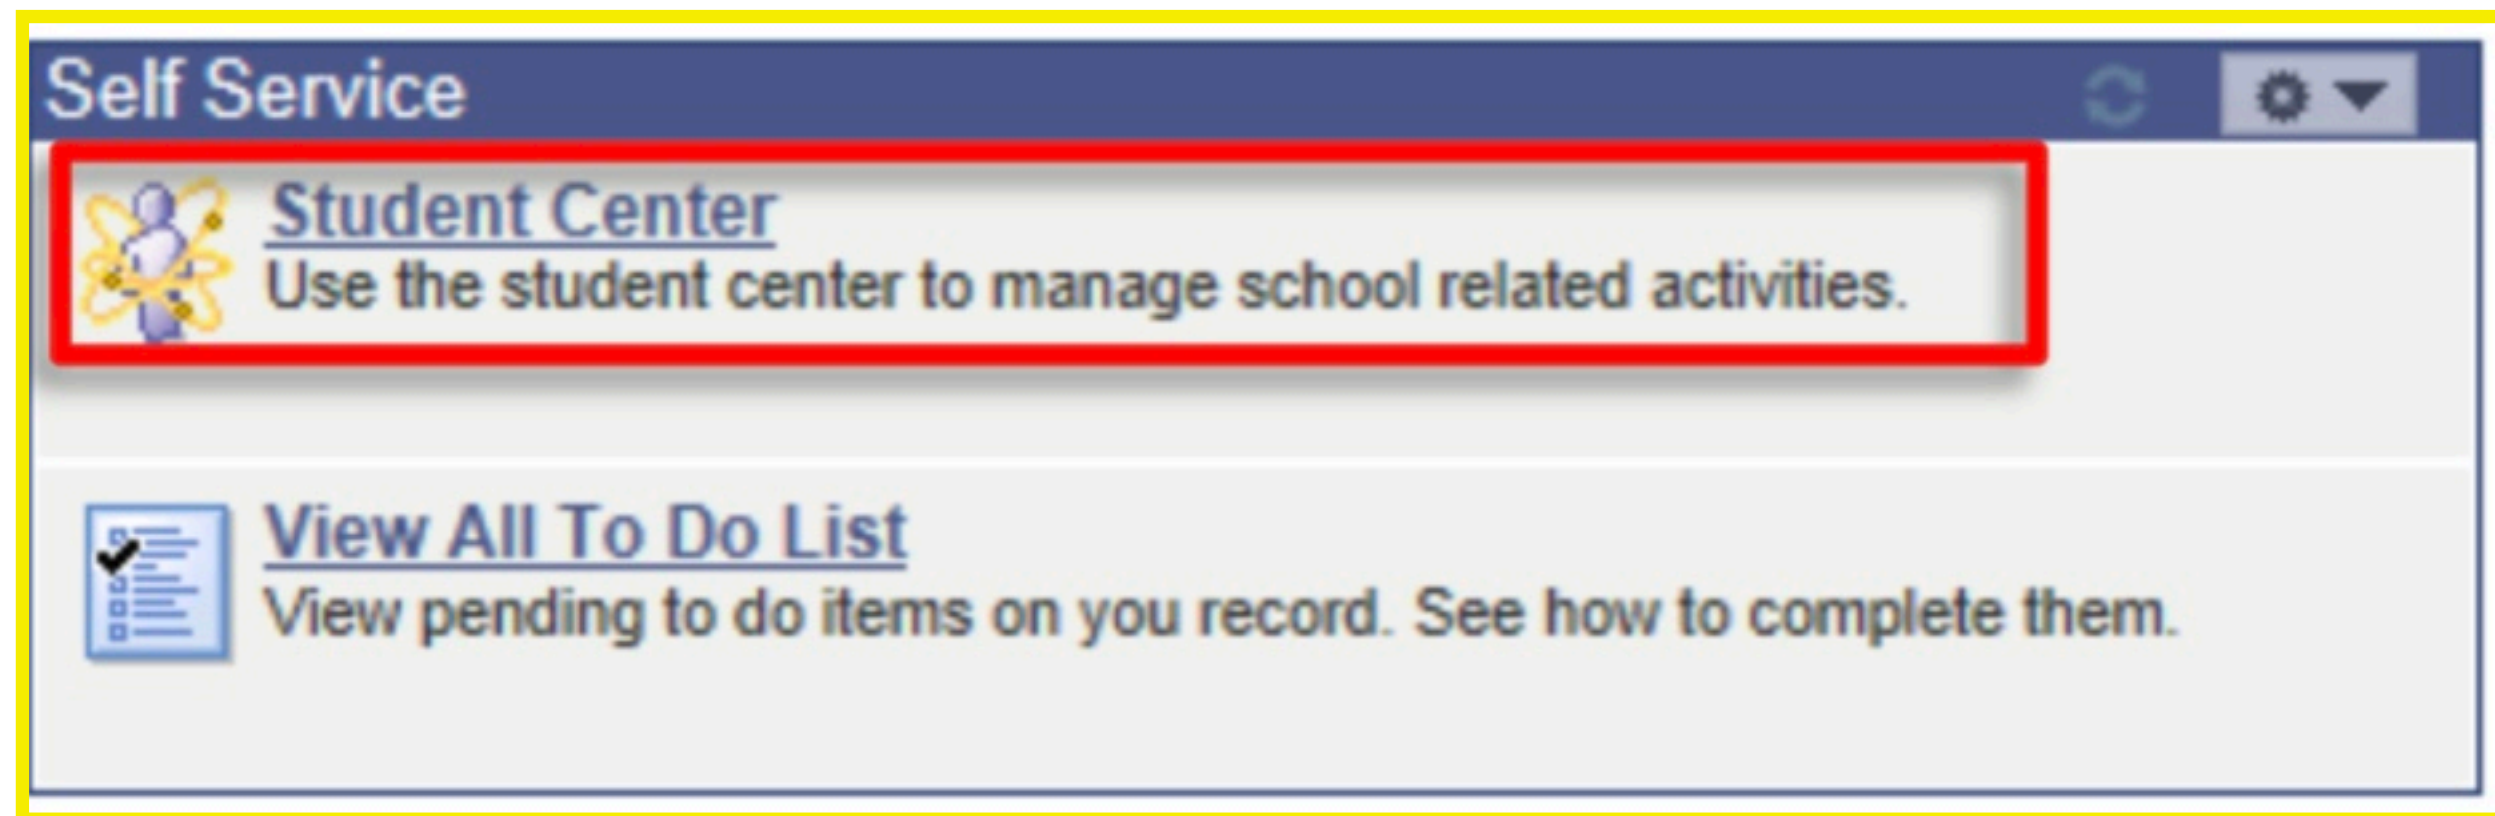 Self Service
Student Center
Use the student center to manage school related activities.
View All To Do List
View pending to do items on you record. See how to complete them.